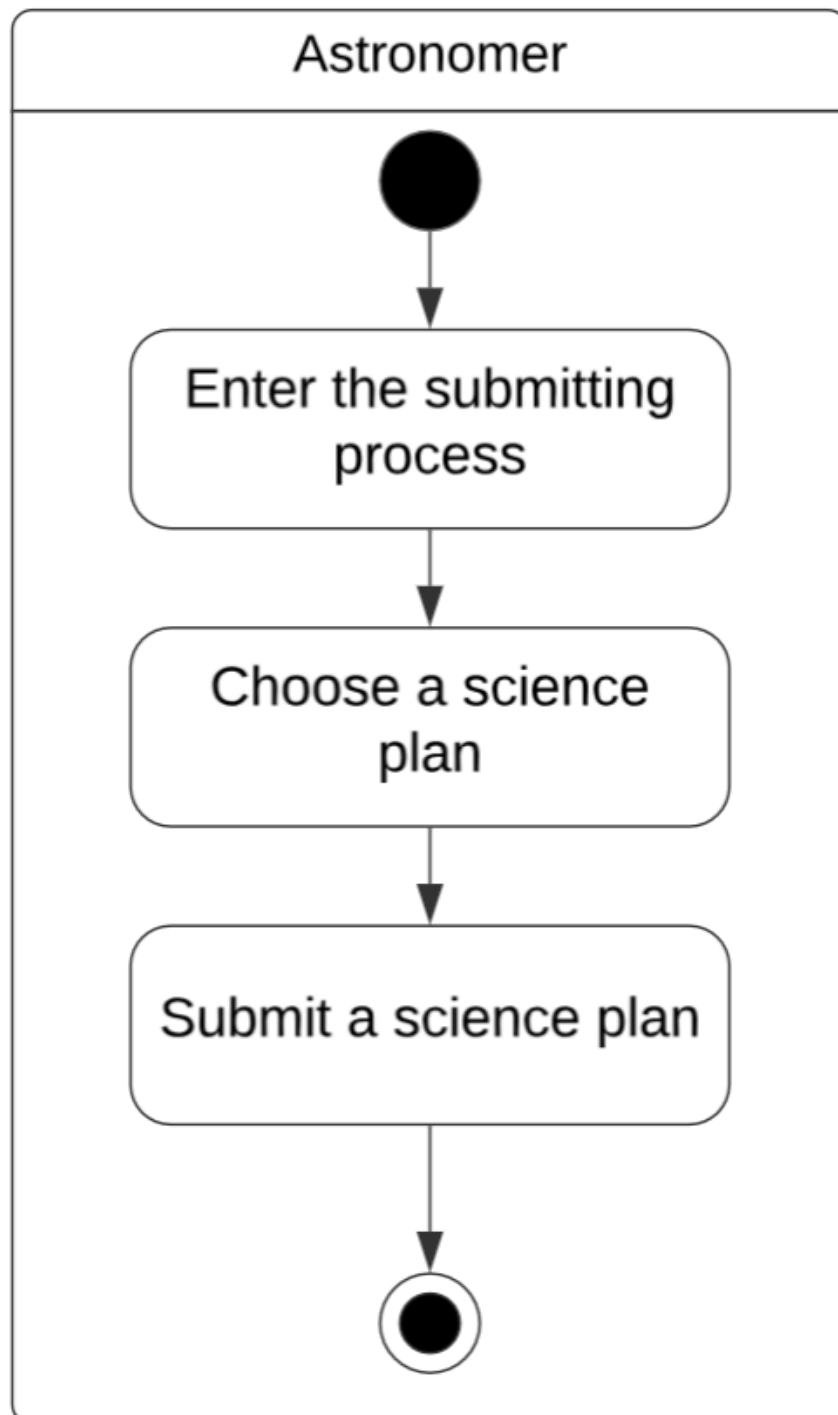 Astronomer
Enter the submitting
process
Choose a science
plan
Submit a science plan